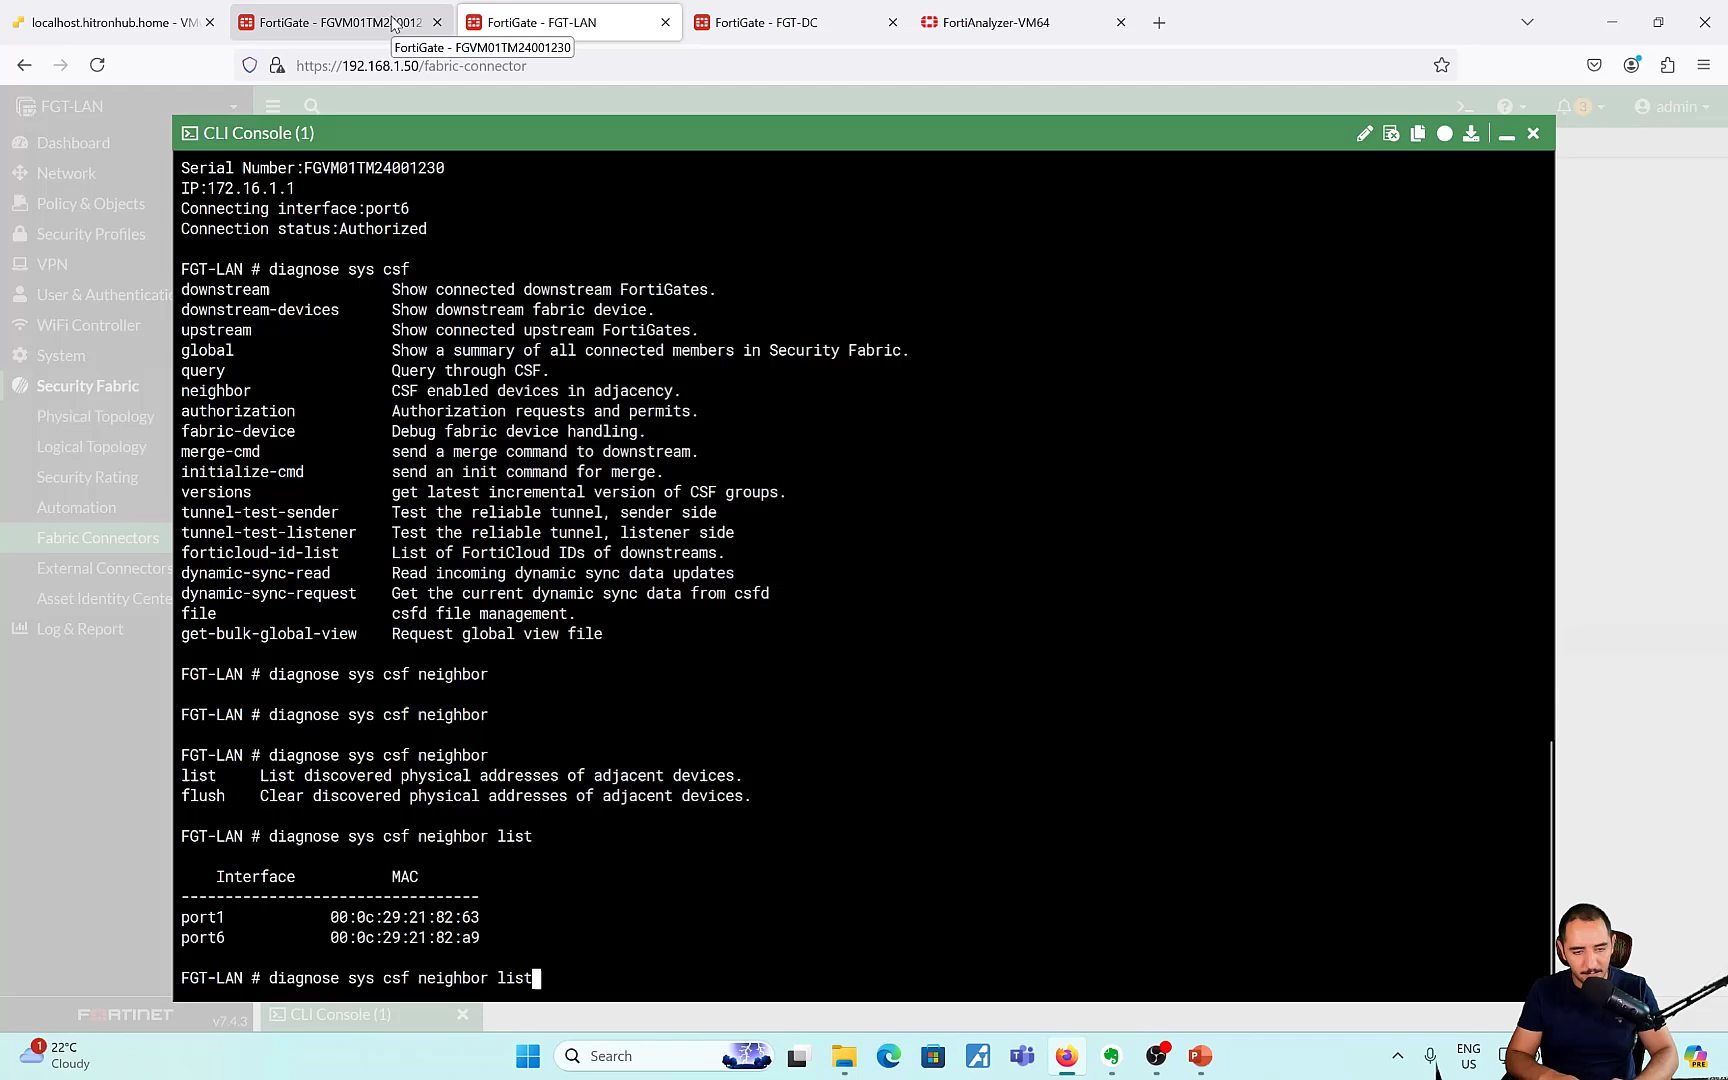 localhost.hitronhub.home - VM
FortiGate - FGVM01TM240012
FortiGate - FGT-LAN
FortiGate - FGT-DC
FortiAnalyzer-VM64
FortiGate - FGVM01TM24001230
https://192.168.1.50/fabric-connector
FGT-LAN
3
admin
CLI Console (1)
Dashboard
Network
Policy & Objects
Security Profiles
VPN
User & Authenticatio
WiFi Controller
System
Security Fabric
Physical Topology
Logical Topology
Security Rating
Automation
Fabric Connectors
External Connectors
Asset Identity Cente
Log & Report
Serial Number:FGVM01TM24001230
IP:172.16.1.1
Connecting interface:port6
Connection status:Authorized
FGT-LAN # diagnose sys csf
downstream Show connected downstream FortiGates.
downstream-devices Show downstream fabric device.
upstream Show connected upstream FortiGates.
global Show a summary of all connected members in Security Fabric.
query Query through CSF.
neighbor CSF enabled devices in adjacency.
authorization Authorization requests and permits.
fabric-device Debug fabric device handling.
merge-cmd send a merge command to downstream.
initialize-cmd send an init command for merge.
versions get latest incremental version of CSF groups.
tunnel-test-sender Test the reliable tunnel, sender side
tunnel-test-listener Test the reliable tunnel, listener side
forticloud-id-list List of FortiCloud IDs of downstreams.
dynamic-sync-read Read incoming dynamic sync data updates
dynamic-sync-request Get the current dynamic sync data from csfd
file csfd file management.
get-bulk-global-view Request global view file
FGT-LAN # diagnose sys csf neighbor
FGT-LAN # diagnose sys csf neighbor
FGT-LAN # diagnose sys csf neighbor
list List discovered physical addresses of adjacent devices.
flush Clear discovered physical addresses of adjacent devices.
FGT-LAN # diagnose sys csf neighbor list
Interface MAC
----------------------------------
port1 00:0c:29:21:82:63
port6 00:0c:29:21:82:a9
FGT-LAN # diagnose sys csf neighbor list
FORTINET
v7.4.3
CLI Console (1)
1
22°C
Cloudy
Search
ENG
US
PRE